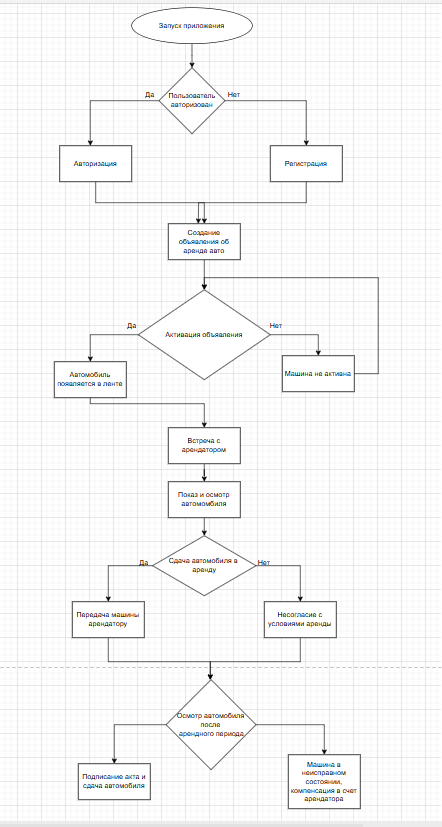 Запуск приложения
Пользователь
авторизован
Да
Нет
Авторизация
Регистрация
Создание
объявления об
аренде авто
Активация объявления
Да
Нет
Автомобиль
появляется в ленте
Машина не активна
Встреча с
арендатором
Показ и осмотр
автомомбиля
Сдача автомобиля в
аренду
Да
Нет
Передача машины
арендатору
Несогласие с
условиями аренды
Осмотр автомобиля
после
арендного периода
Подписание акта и
сдача автомобиля
Машина в
неисправном
состоянии,
компенсация в счет
арендатора